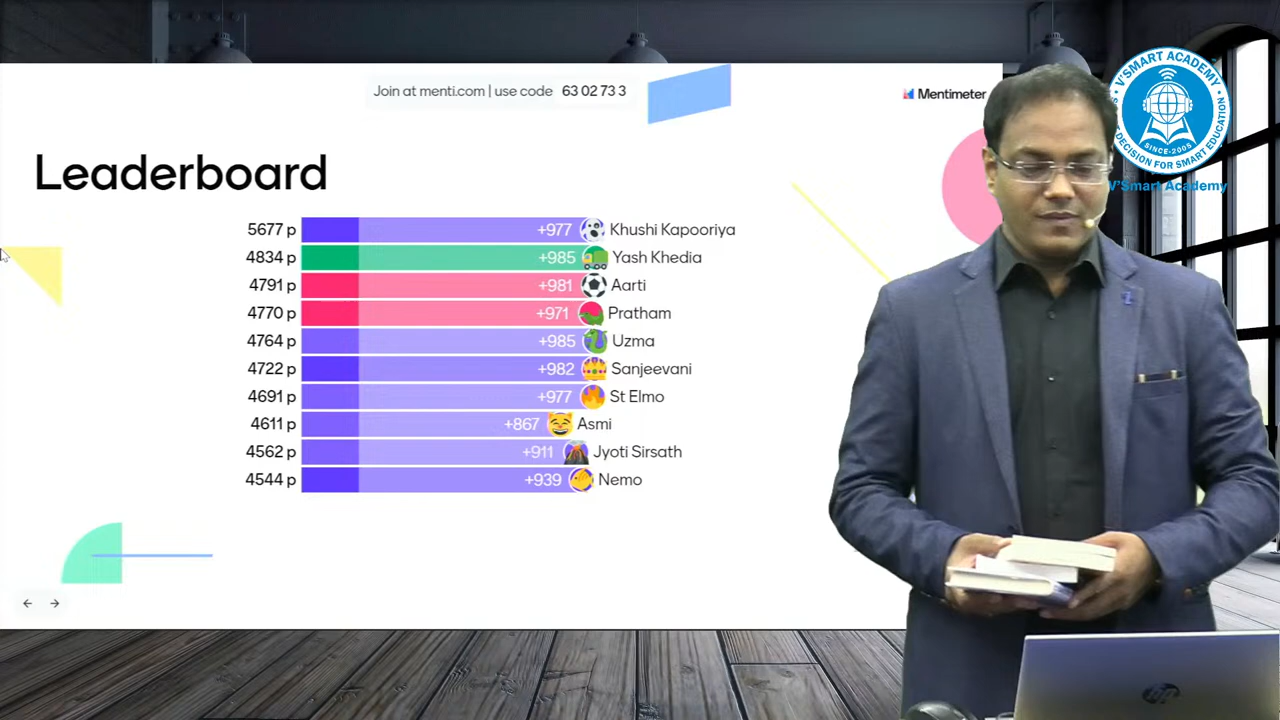 Join at menti.com | use code 63 02 73 3
Mentimeter
Leaderboard
5677 p +977 Khushi Kapooriya
4834 p +985 Yash Khedia
4791 p +981 Aarti
4770 p +971 Pratham
4764 p +985 Uzma
4722 p +982 Sanjeevani
4691 p +977 St Elmo
4611 p +867 Asmi
4562 p +911 Jyoti Sirsath
4544 p +939 Nemo
V'SMART ACADEMY
DECISION FOR SMART EDUCATION
SINCE-2005
V'Smart Academy
hp